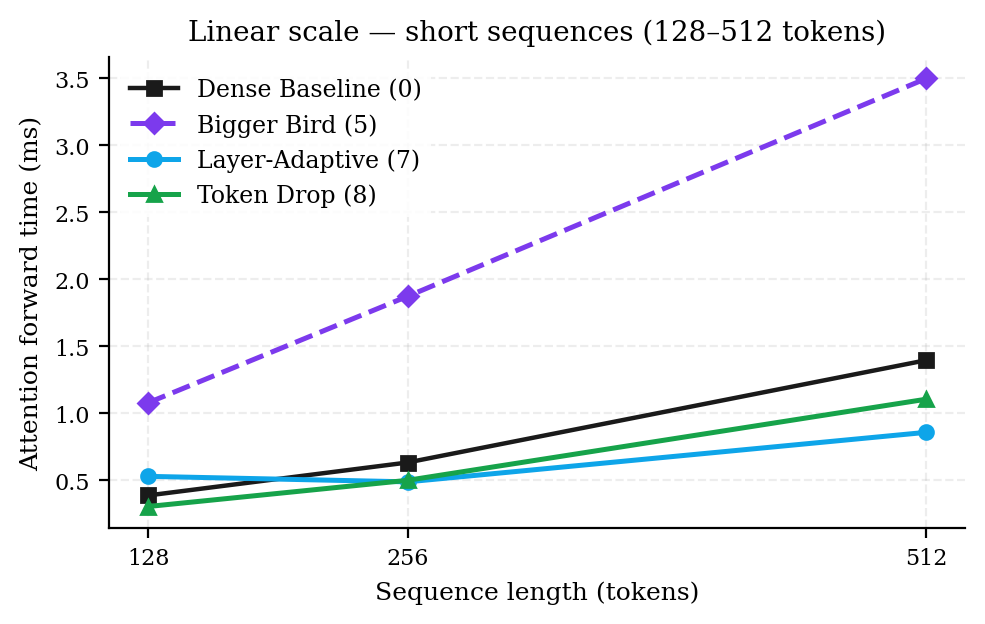 Linear scale — short sequences (128–512 tokens)
Dense Baseline (0)
Bigger Bird (5)
Layer-Adaptive (7)
Token Drop (8)
Attention forward time (ms)
3.5
3.0
2.5
2.0
1.5
1.0
0.5
128
256
512
Sequence length (tokens)